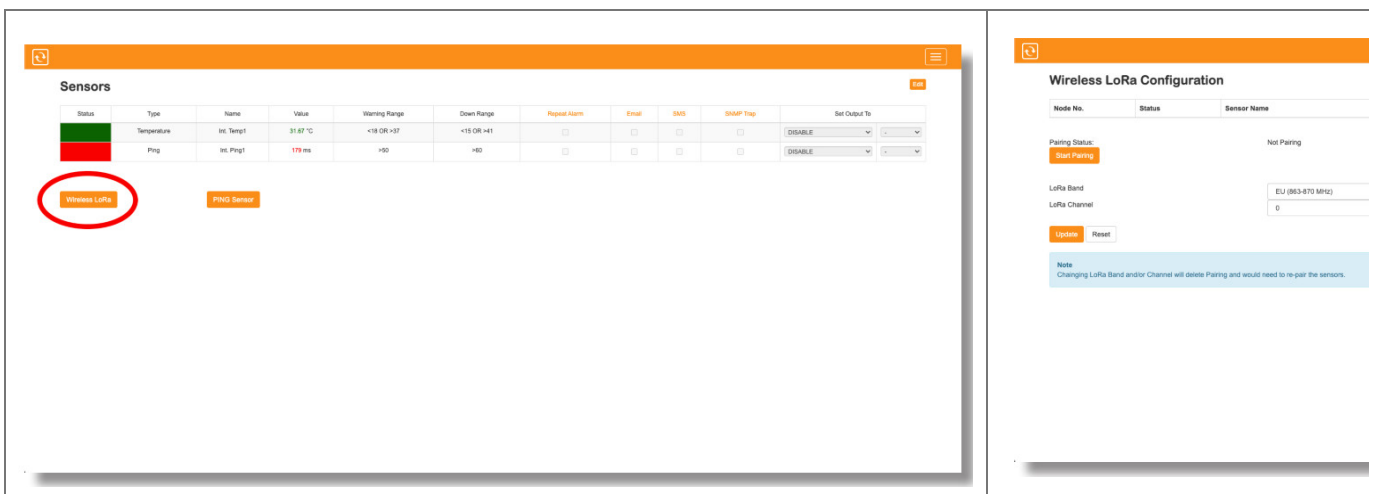 Sensors
Edit
Status Type Name Value Warning Range Down Range Repeat Alarm Email SMS SNMP Trap Set Output To
Temperature Int. Temp1 31.67 °C <18 OR >37 <15 OR >41 DISABLE -
Ping Int. Ping1 179 ms >50 >80 DISABLE -
Wireless LoRa PING Sensor
Wireless LoRa Configuration
Node No. Status Sensor Name
Pairing Status: Not Pairing
Start Pairing
LoRa Band EU (863-870 MHz)
LoRa Channel 0
Update Reset
Note
Chainging LoRa Band and/or Channel will delete Pairing and would need to re-pair the sensors.